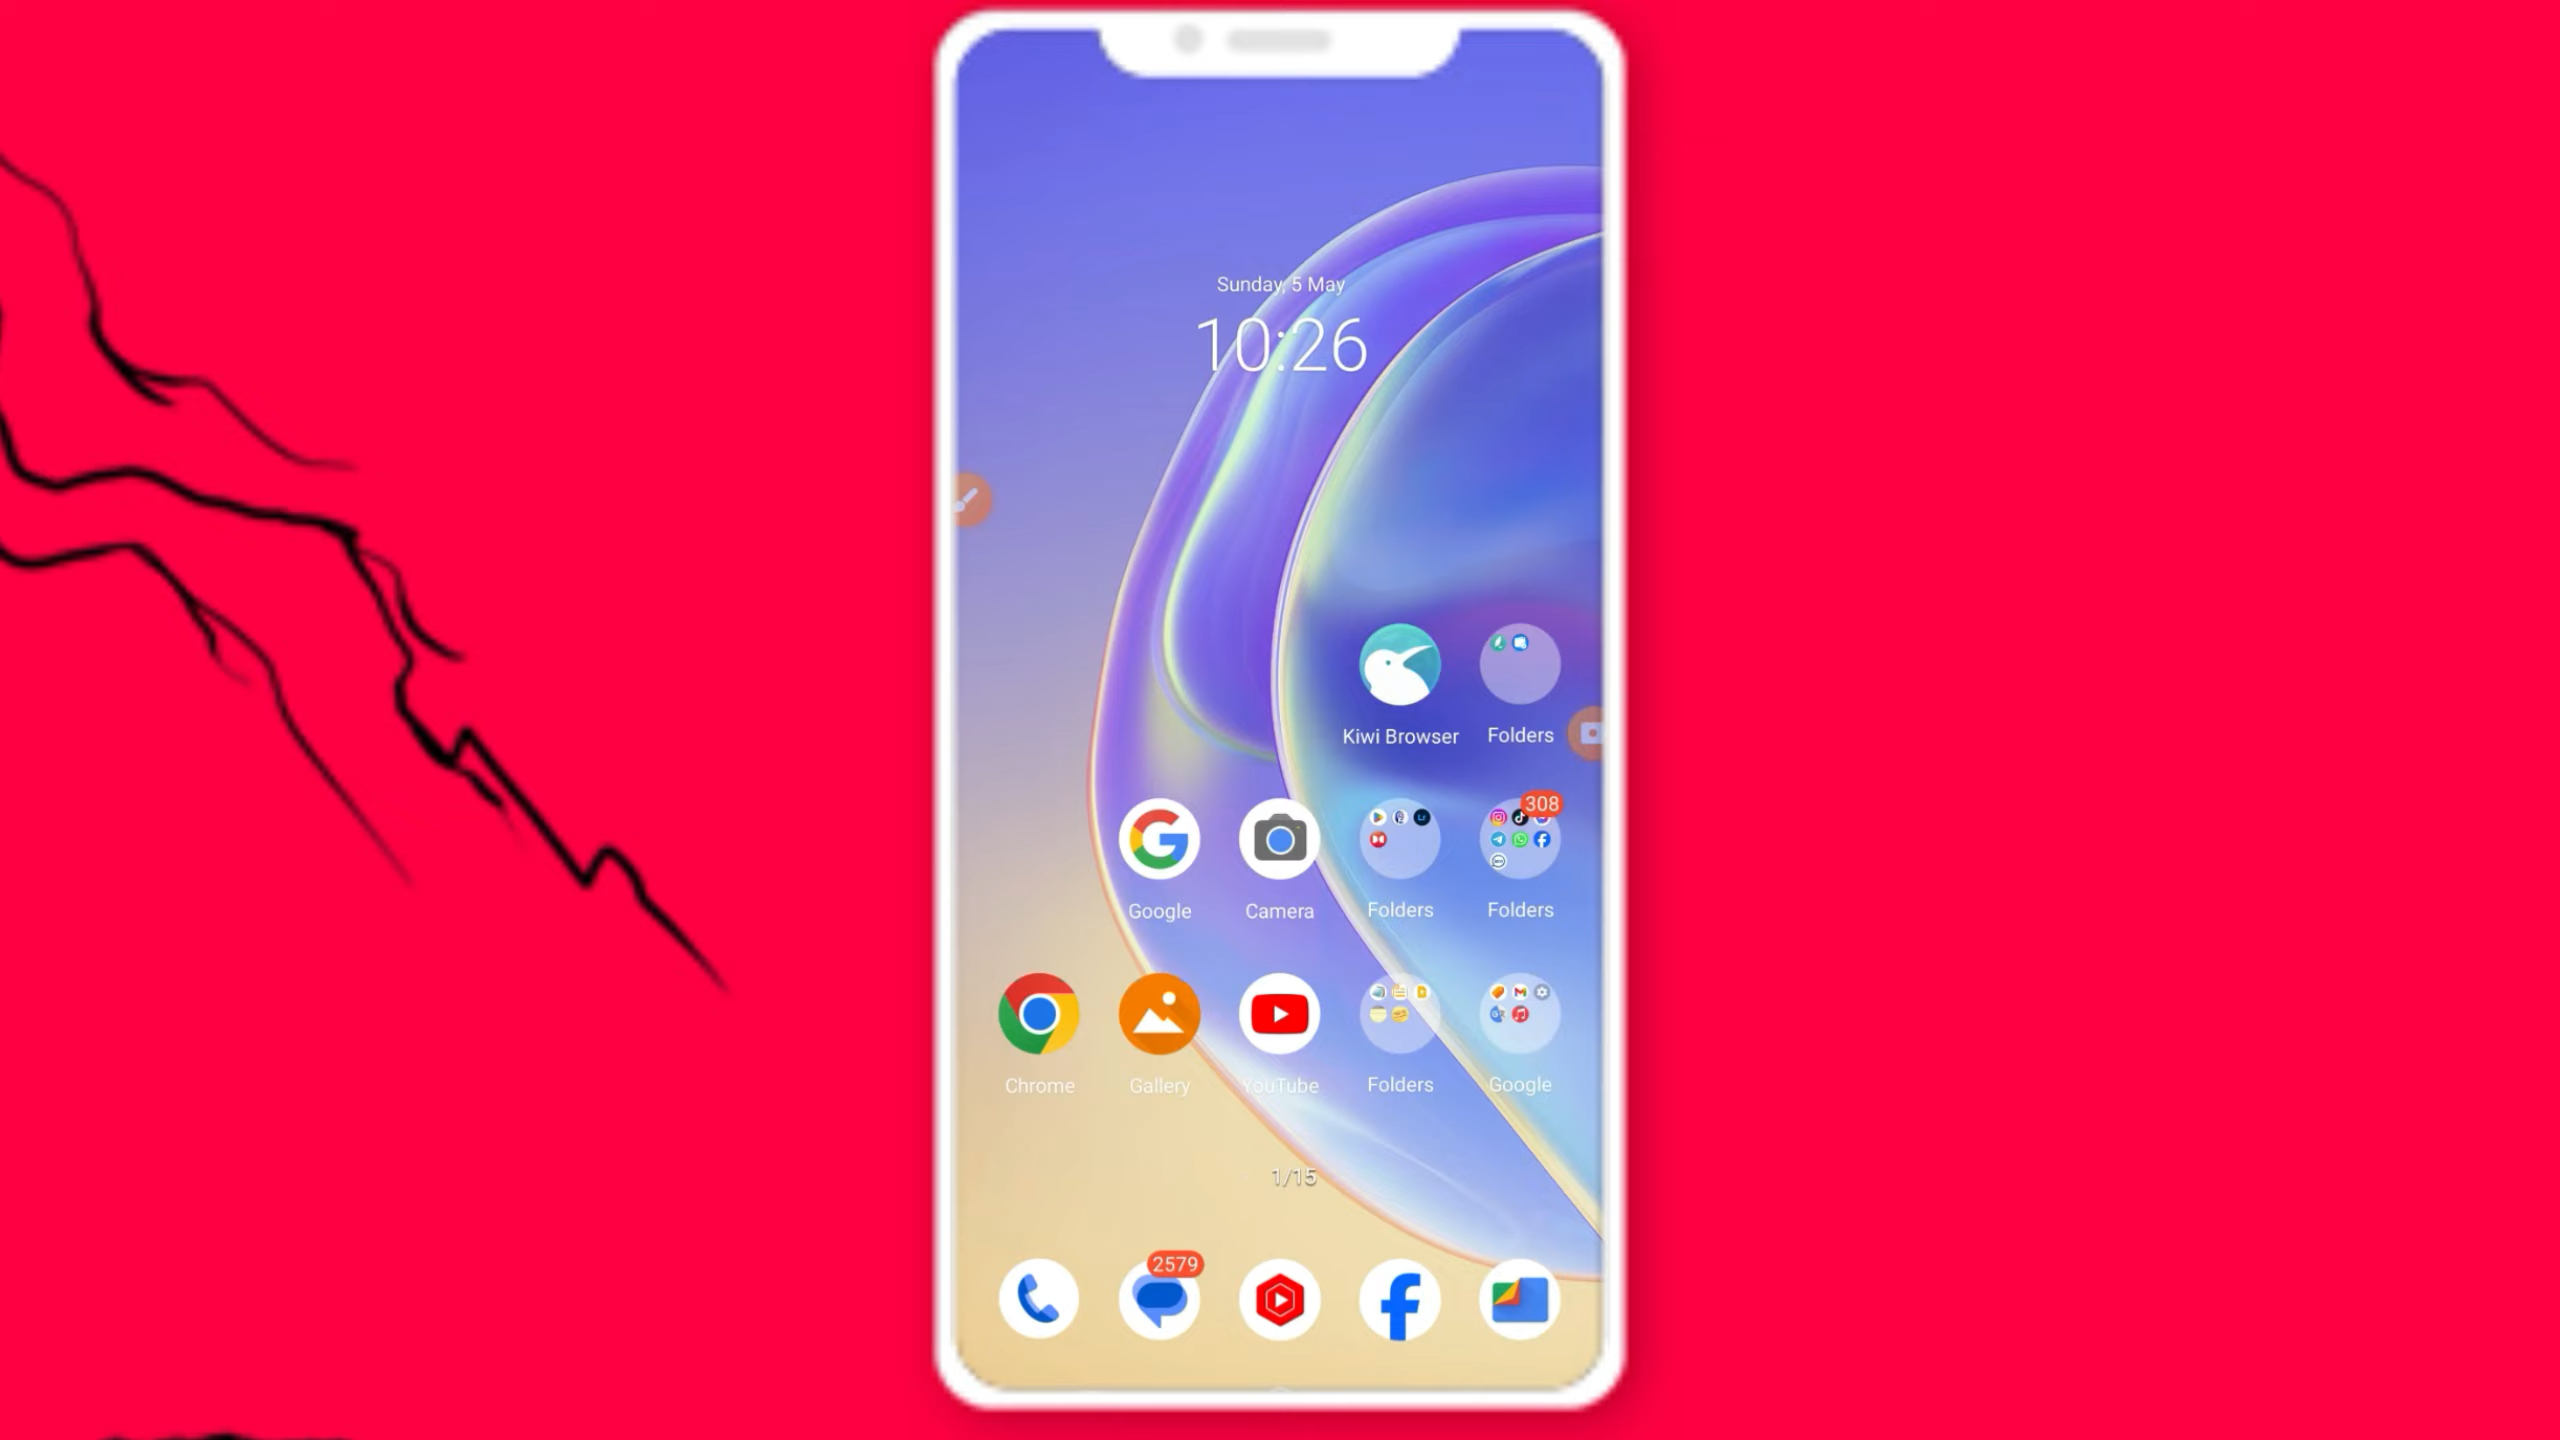 Sunday, 5 May
10:26
Kiwi Browser
Folders
308
Google
Camera
Folders
Folders
Chrome
Gallery
YouTube
Folders
Google
1/15
2579